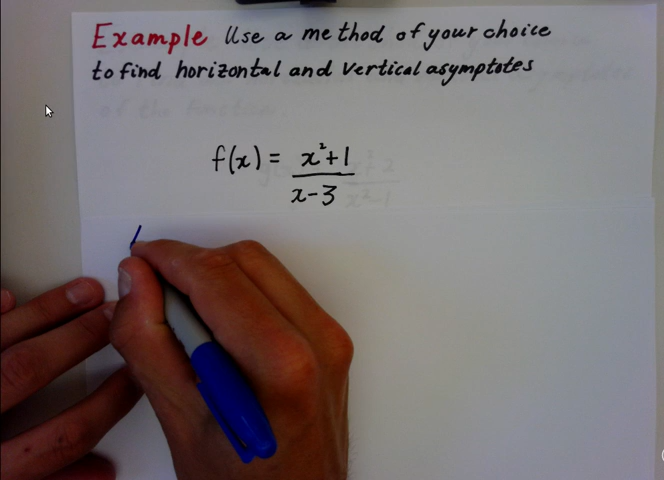 Example Use a method of your choice
to find horizontal and vertical asymptotes
f(x) = x²+1
x-3